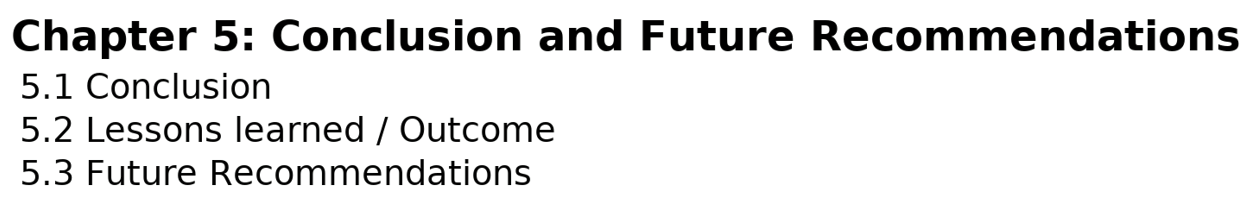 Chapter 5: Conclusion and Future Recommendations
5.1 Conclusion
5.2 Lessons learned / Outcome
5.3 Future Recommendations